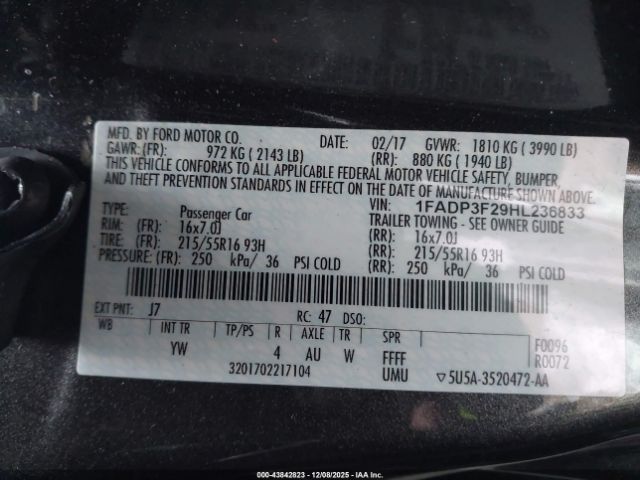 MFD. BY FORD MOTOR CO. DATE: 02/17 GVWR: 1810 KG ( 3990 LB)
GAWR: (FR): 972 KG ( 2143 LB) (RR): 880 KG ( 1940 LB)
THIS VEHICLE CONFORMS TO ALL APPLICABLE FEDERAL MOTOR VEHICLE SAFETY, BUMPER,
AND THEFT PREVENTION STANDARDS IN EFFECT ON THE DATE OF MANUFACTURE SHOWN ABOVE.
VIN: 1FADP3F29HL236833
TYPE: Passenger Car TRAILER TOWING - SEE OWNER GUIDE
RIM: (FR): 16x7.0J (RR): 16x7.0J
TIRE: (FR): 215/55R16 93H (RR): 215/55R16 93H
PRESSURE: (FR): 250 kPa/ 36 PSI COLD (RR): 250 kPa/ 36 PSI COLD
EXT PNT: J7 RC: 47 DSO:
WB INT TR TP/PS R AXLE TR SPR F0096
YW 4 AU W FFFF R0072
3201702217104 UMU ▽5U5A-3520472-AA
000-43842823 - 12/08/2025 - IAA Inc.